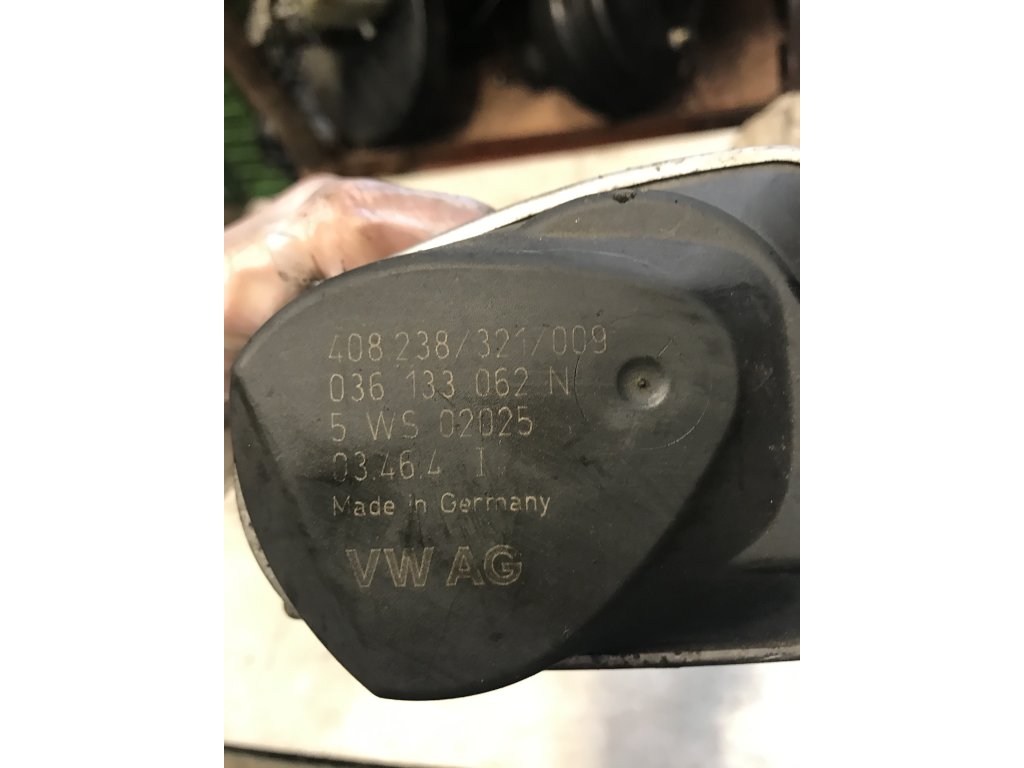 408.238/321/009
036 133 062 N
5 WS 02025
03.46.4 I
Made in Germany
VW AG